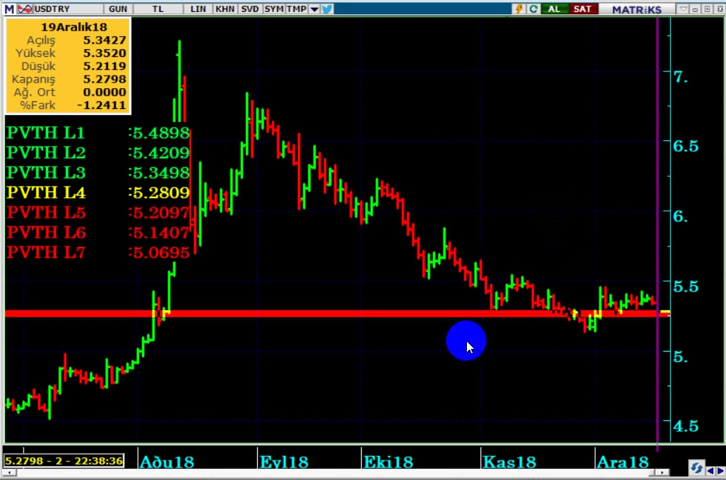 M USDTRY GUN TL LIN KHN SVD SYM TMP AL SAT MATRiKS
19Aralık18
Açılış 5.3427
Yüksek 5.3520
Düşük 5.2119
Kapanış 5.2798
Ağ. Ort 0.0000
%Fark -1.2411
PVTH L1 :5.4898
PVTH L2 :5.4209
PVTH L3 :5.3498
PVTH L4 :5.2809
PVTH L5 :5.2097
PVTH L6 :5.1407
PVTH L7 :5.0695
7.
6.5
6.
5.5
5.
4.5
5.2798 - 2 - 22:38:36 Aðu18 Eyl18 Eki18 Kas18 Ara18